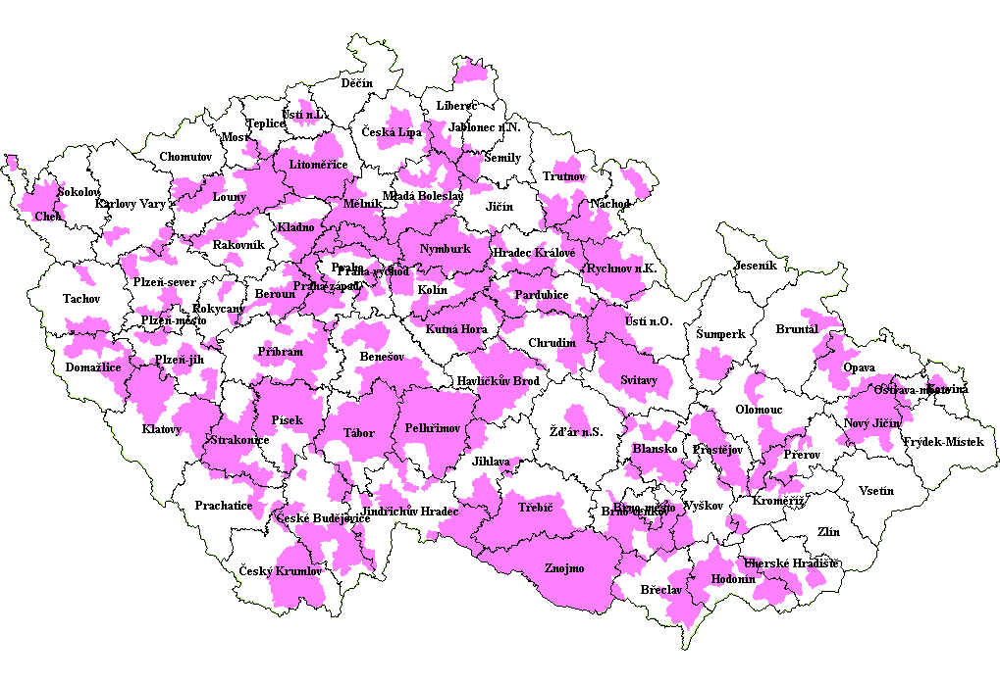 Děčín
Liberec
Ústí n.L.
Teplice
Jablonec n.N.
Česká Lípa
Most
Chomutov
Semily
Litoměřice
Trutnov
Sokolov
Louny
Mladá Boleslav
Karlovy Vary
Mělník
Jičín
Náchod
Cheb
Kladno
Rakovník
Nymburk
Hradec Králové
Praha
Praha-východ
Rychnov n.K.
Jeseník
Plzeň-sever
Praha-západ
Kolín
Beroun
Pardubice
Tachov
Rokycany
Plzeň-město
Ústí n.O.
Kutná Hora
Bruntál
Šumperk
Chrudim
Příbram
Benešov
Plzeň-jih
Domažlice
Opava
Svitavy
Havlíčkův Brod
Karviná
Olomouc
Písek
Nový Jičín
Klatovy
Tábor
Pelhřimov
Žďár n.S.
Strakonice
Frýdek-Místek
Blansko
Prostějov
Přerov
Jihlava
Vsetín
Kroměříž
Prachatice
Třebíč
Vyškov
Jindřichův Hradec
Brno-město
Brno-venkov
České Budějovice
Zlín
Uherské Hradiště
Český Krumlov
Znojmo
Hodonín
Břeclav